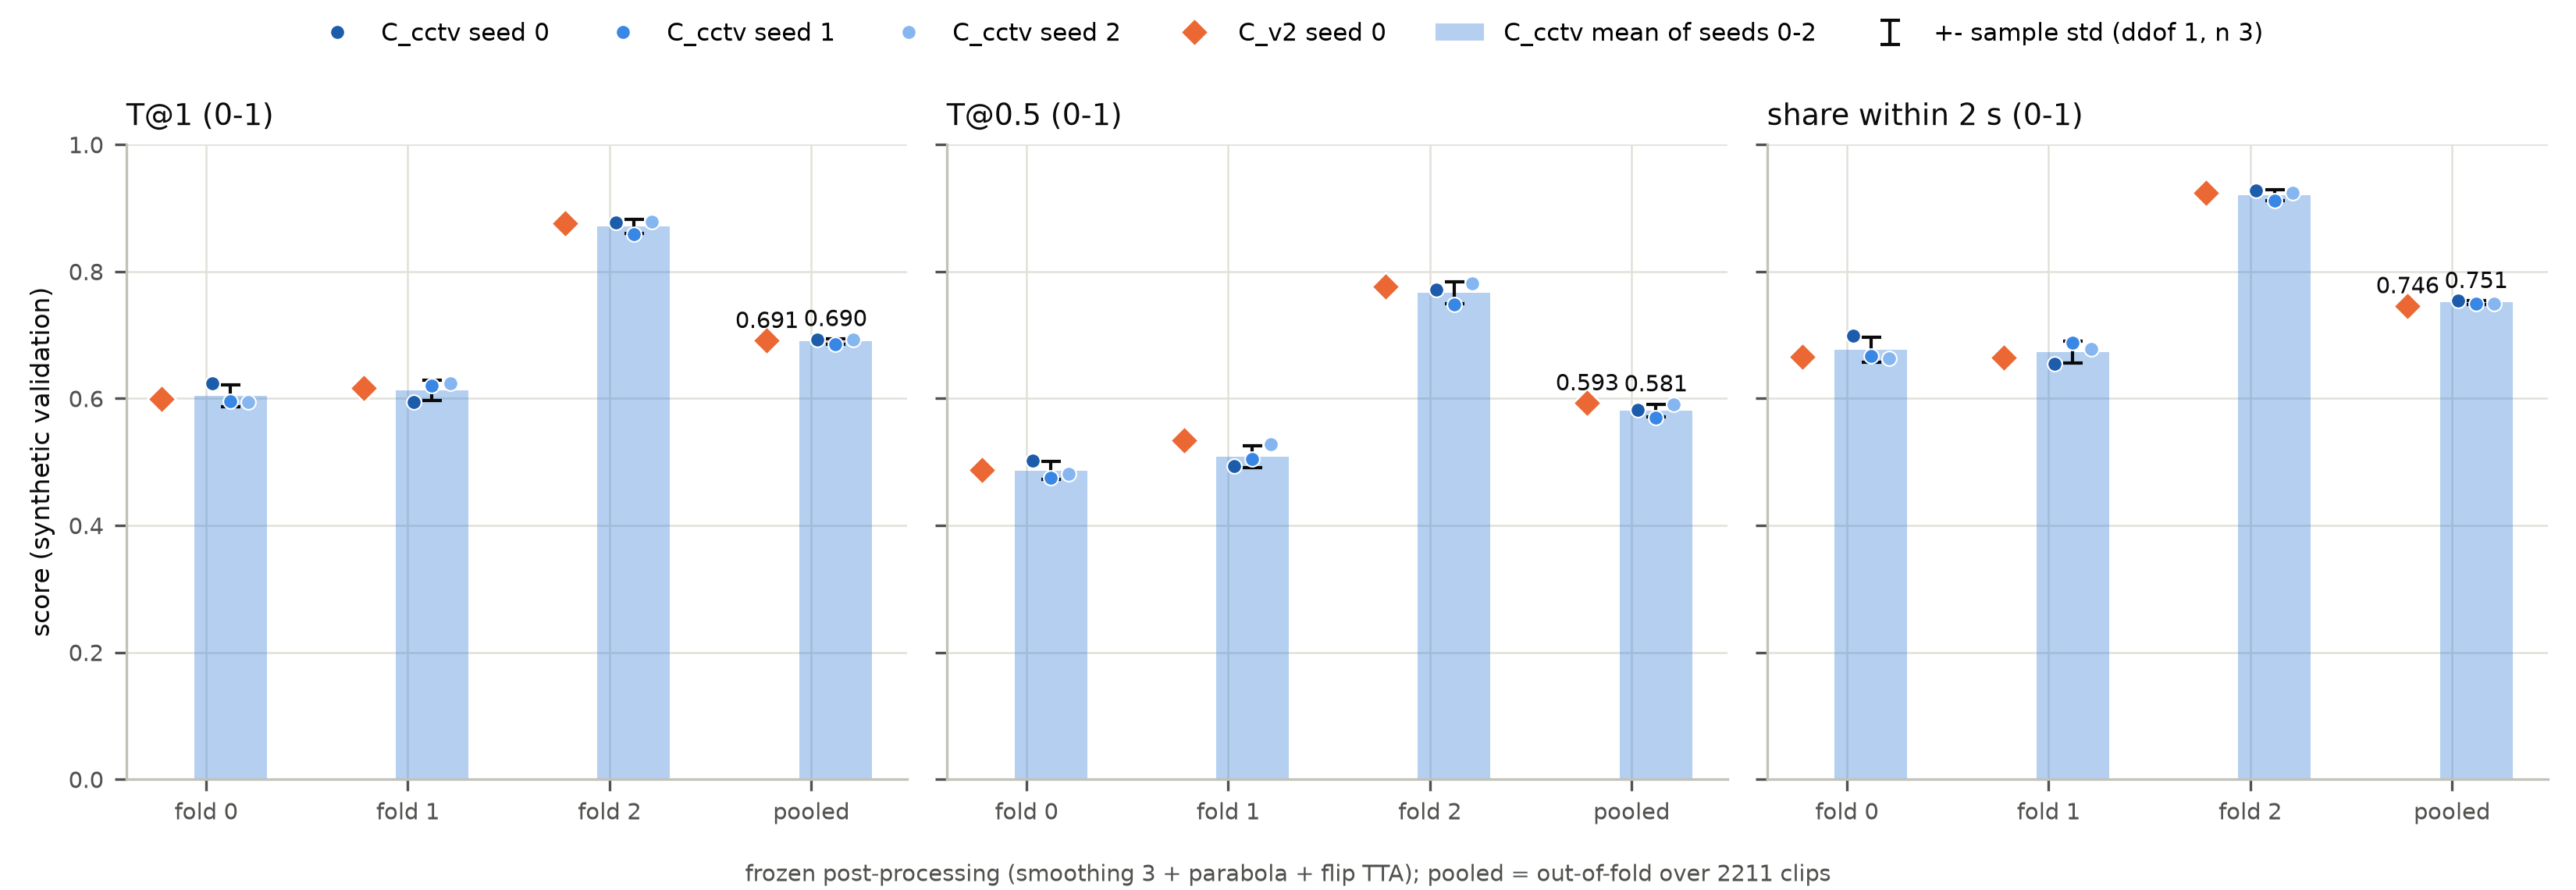 C_cctv seed 0 C_cctv seed 1 C_cctv seed 2 C_v2 seed 0 C_cctv mean of seeds 0-2 +- sample std (ddof 1, n 3)
T@1 (0-1) T@0.5 (0-1) share within 2 s (0-1)
score (synthetic validation)
1.0
0.8
0.6
0.4
0.2
0.0
0.691 0.690
0.593 0.581
0.746 0.751
fold 0 fold 1 fold 2 pooled fold 0 fold 1 fold 2 pooled fold 0 fold 1 fold 2 pooled
frozen post-processing (smoothing 3 + parabola + flip TTA); pooled = out-of-fold over 2211 clips